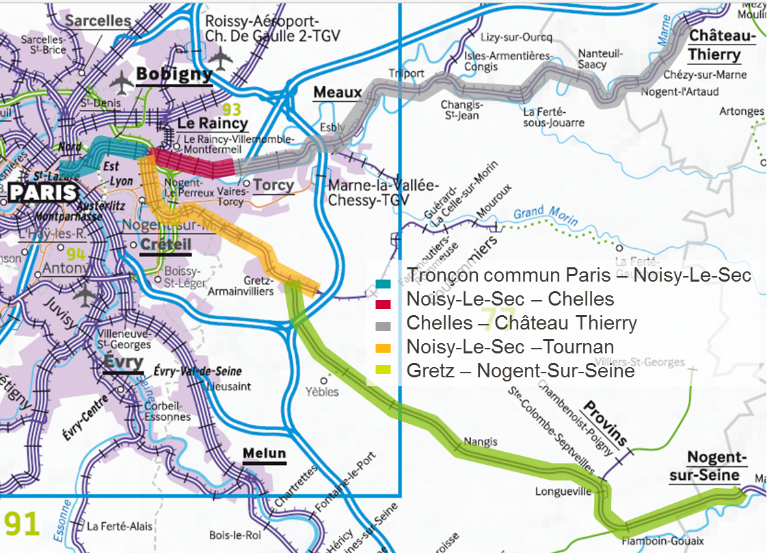 Sarcelles
Sarcelles-
St-Brice
Roissy-Aéroport-
Ch. De Gaulle 2-TGV
Bobigny
St-Denis
93
Le Raincy
Le Raincy-Villemomble-
Montfermeil
Nord
Est
St-Lazare
Lyon
PARIS
Austerlitz
Montparnasse
Nogent-
Le Perreux
Vaires-
Torcy
Torcy
Meaux
Esbly
Trilport
Lizy-sur-Ourcq
Isles-Armentières-
Congis
Changis-
St-Jean
Nanteuil-
Saacy
La Ferté-
sous-Jouarre
Marne
Château-
Thierry
Chézy-sur-Marne
Nogent-l'Artaud
Artonges
Marne-la-Vallée-
Chessy-TGV
Guérard-
La Celle-sur-Morin
Mouroux
Grand Morin
La Ferté-
L'Haÿ-les-R.
94
Antony
Nogent-sur-M.
Créteil
Boissy-
St-Léger
Gretz-
Armainvilliers
Tronçon commun Paris – Noisy-Le-Sec
Noisy-Le-Sec – Chelles
Chelles – Château Thierry
Noisy-Le-Sec –Tournan
Gretz – Nogent-Sur-Seine
77
Villiers-St-Georges
Juvisy
Villeneuve-
St-Georges
Évry
Évry-Val-de-Seine
Lieusaint
Seine
Corbeil-
Essonnes
Évry-Centre
Yèbles
Melun
Nangis
Ste-Colombe-Septveilles
Chambenoist-Poigny
Provins
Longueville
Nogent-
sur-Seine
Flamboin-Gouaix
91
Essonne
La Ferté-Alais
Bois-le-Roi
Chartrettes
Fontaine-le-Port
Héricy